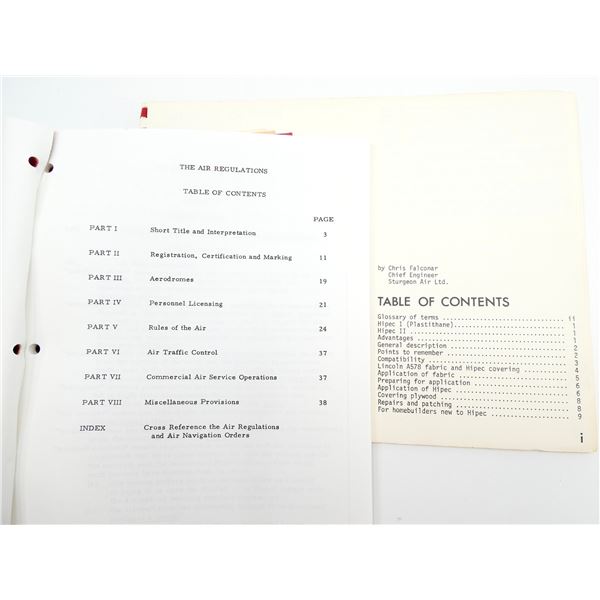 THE AIR REGULATIONS
TABLE OF CONTENTS
PAGE
PART I Short Title and Interpretation 3
PART II Registration, Certification and Marking 11
PART III Aerodromes 19
PART IV Personnel Licensing 21
PART V Rules of the Air 24
PART VI Air Traffic Control 37
PART VII Commercial Air Service Operations 37
PART VIII Miscellaneous Provisions 38
INDEX Cross Reference the Air Regulations
and Air Navigation Orders
by Chris Falconar
Chief Engineer
Sturgeon Air Ltd.
TABLE OF CONTENTS
Glossary of terms ii
Hipec I (Plastithane) 1
Hipec II 1
Advantages 1
General description 2
Points to remember 2
Compatibility 3
Lincoln A578 fabric and Hipec covering 4
Application of fabric 5
Preparing for application 6
Application of Hipec 6
Covering plywood 8
Repairs and patching 8
For homebuilders new to Hipec 9
i